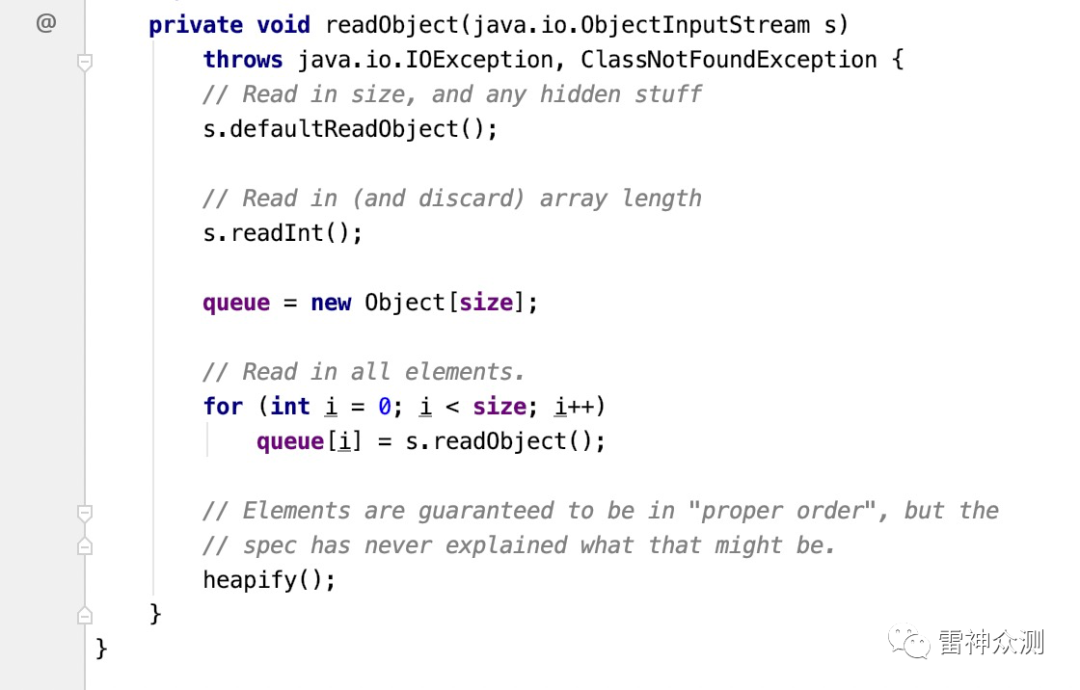 @ private void readObject(java.io.ObjectInputStream s)
throws java.io.IOException, ClassNotFoundException {
// Read in size, and any hidden stuff
s.defaultReadObject();
// Read in (and discard) array length
s.readInt();
queue = new Object[size];
// Read in all elements.
for (int i = 0; i < size; i++)
queue[i] = s.readObject();
// Elements are guaranteed to be in "proper order", but the
// spec has never explained what that might be.
heapify();
}
}
雷神众测